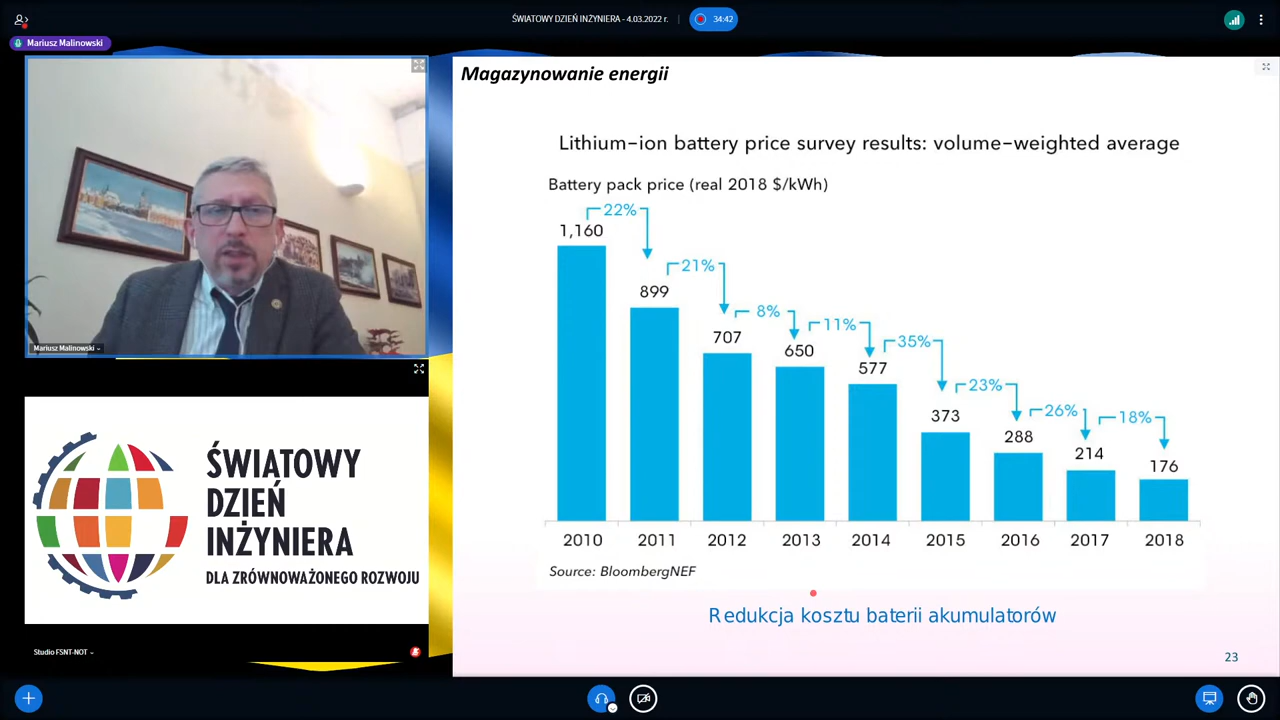 ŚWIATOWY DZIEŃ INŻYNIERA - 4.03.2022 r.
34:42
Mariusz Malinowski
Mariusz Malinowski
ŚWIATOWY
DZIEŃ
INŻYNIERA
DLA ZRÓWNOWAŻONEGO ROZWOJU
Studio FSNT-NOT
Magazynowanie energii
Lithium-ion battery price survey results: volume-weighted average
Battery pack price (real 2018 $/kWh)
22%
1,160
21%
899
8%
707
11%
650
35%
577
23%
373
26%
288
18%
214
176
2010 2011 2012 2013 2014 2015 2016 2017 2018
Source: BloombergNEF
Redukcja kosztu baterii akumulatorów
23